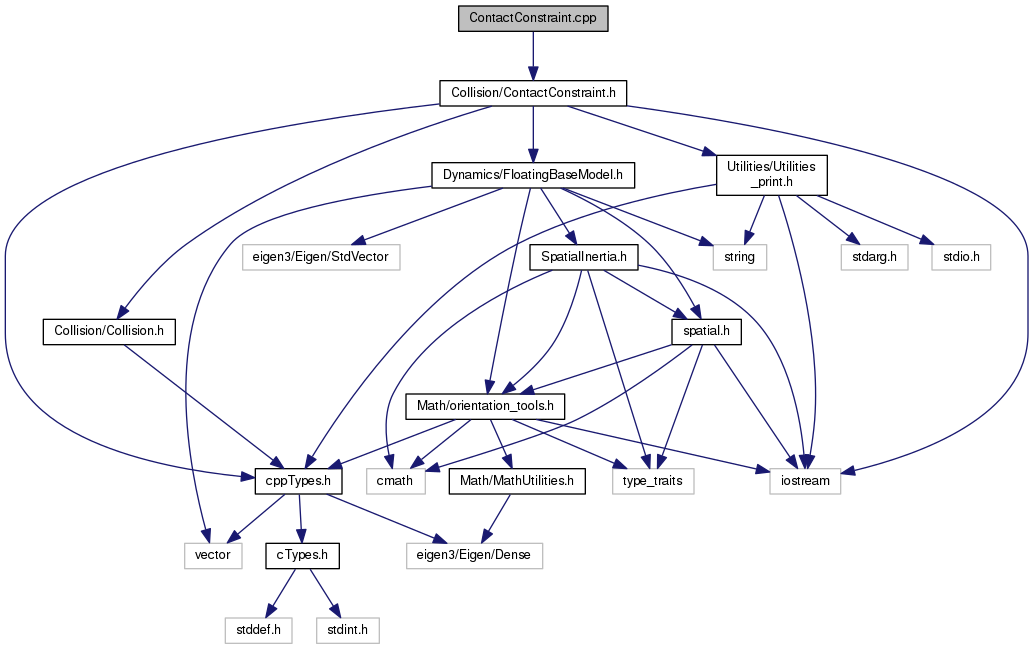 ContactConstraint.cpp
Collision/ContactConstraint.h
Utilities/Utilities
_print.h
Dynamics/FloatingBaseModel.h
eigen3/Eigen/StdVector
SpatialInertia.h
string
stdarg.h
stdio.h
Collision/Collision.h
spatial.h
Math/orientation_tools.h
cppTypes.h
cmath
Math/MathUtilities.h
type_traits
iostream
vector
cTypes.h
eigen3/Eigen/Dense
stddef.h
stdint.h